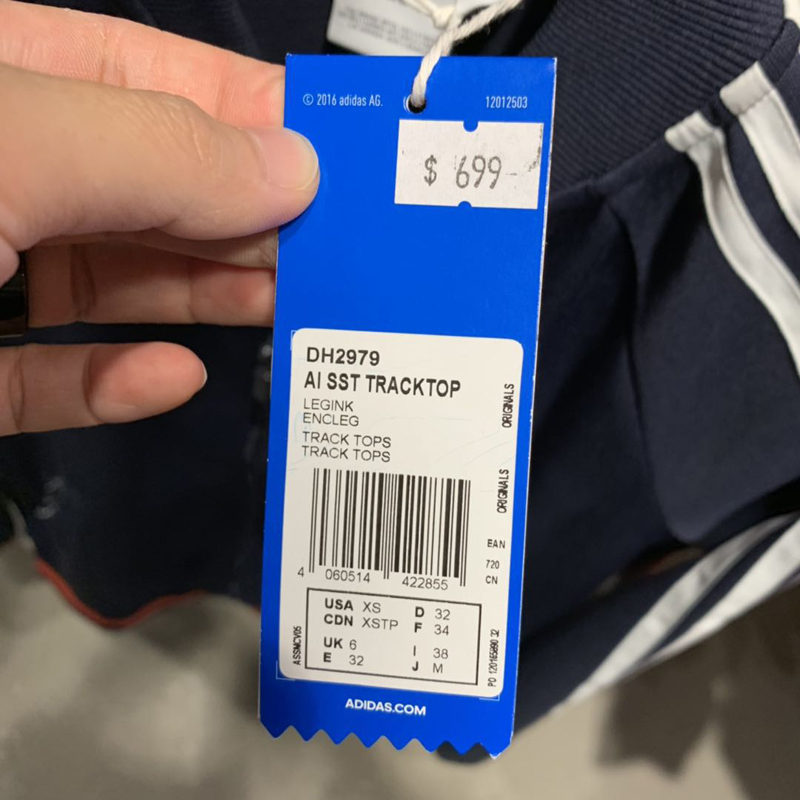 © 2016 adidas AG.
12012503
$ 699-
DH2979
AI SST TRACKTOP
LEGINK
ENCLEG
TRACK TOPS
TRACK TOPS
ORIGINALS
ORIGINALS
EAN
720
CN
4 060514 422855
USA XS D 32
CDN XSTP F 34
UK 6 I 38
E 32 J M
ASSMCV05
ADIDAS.COM